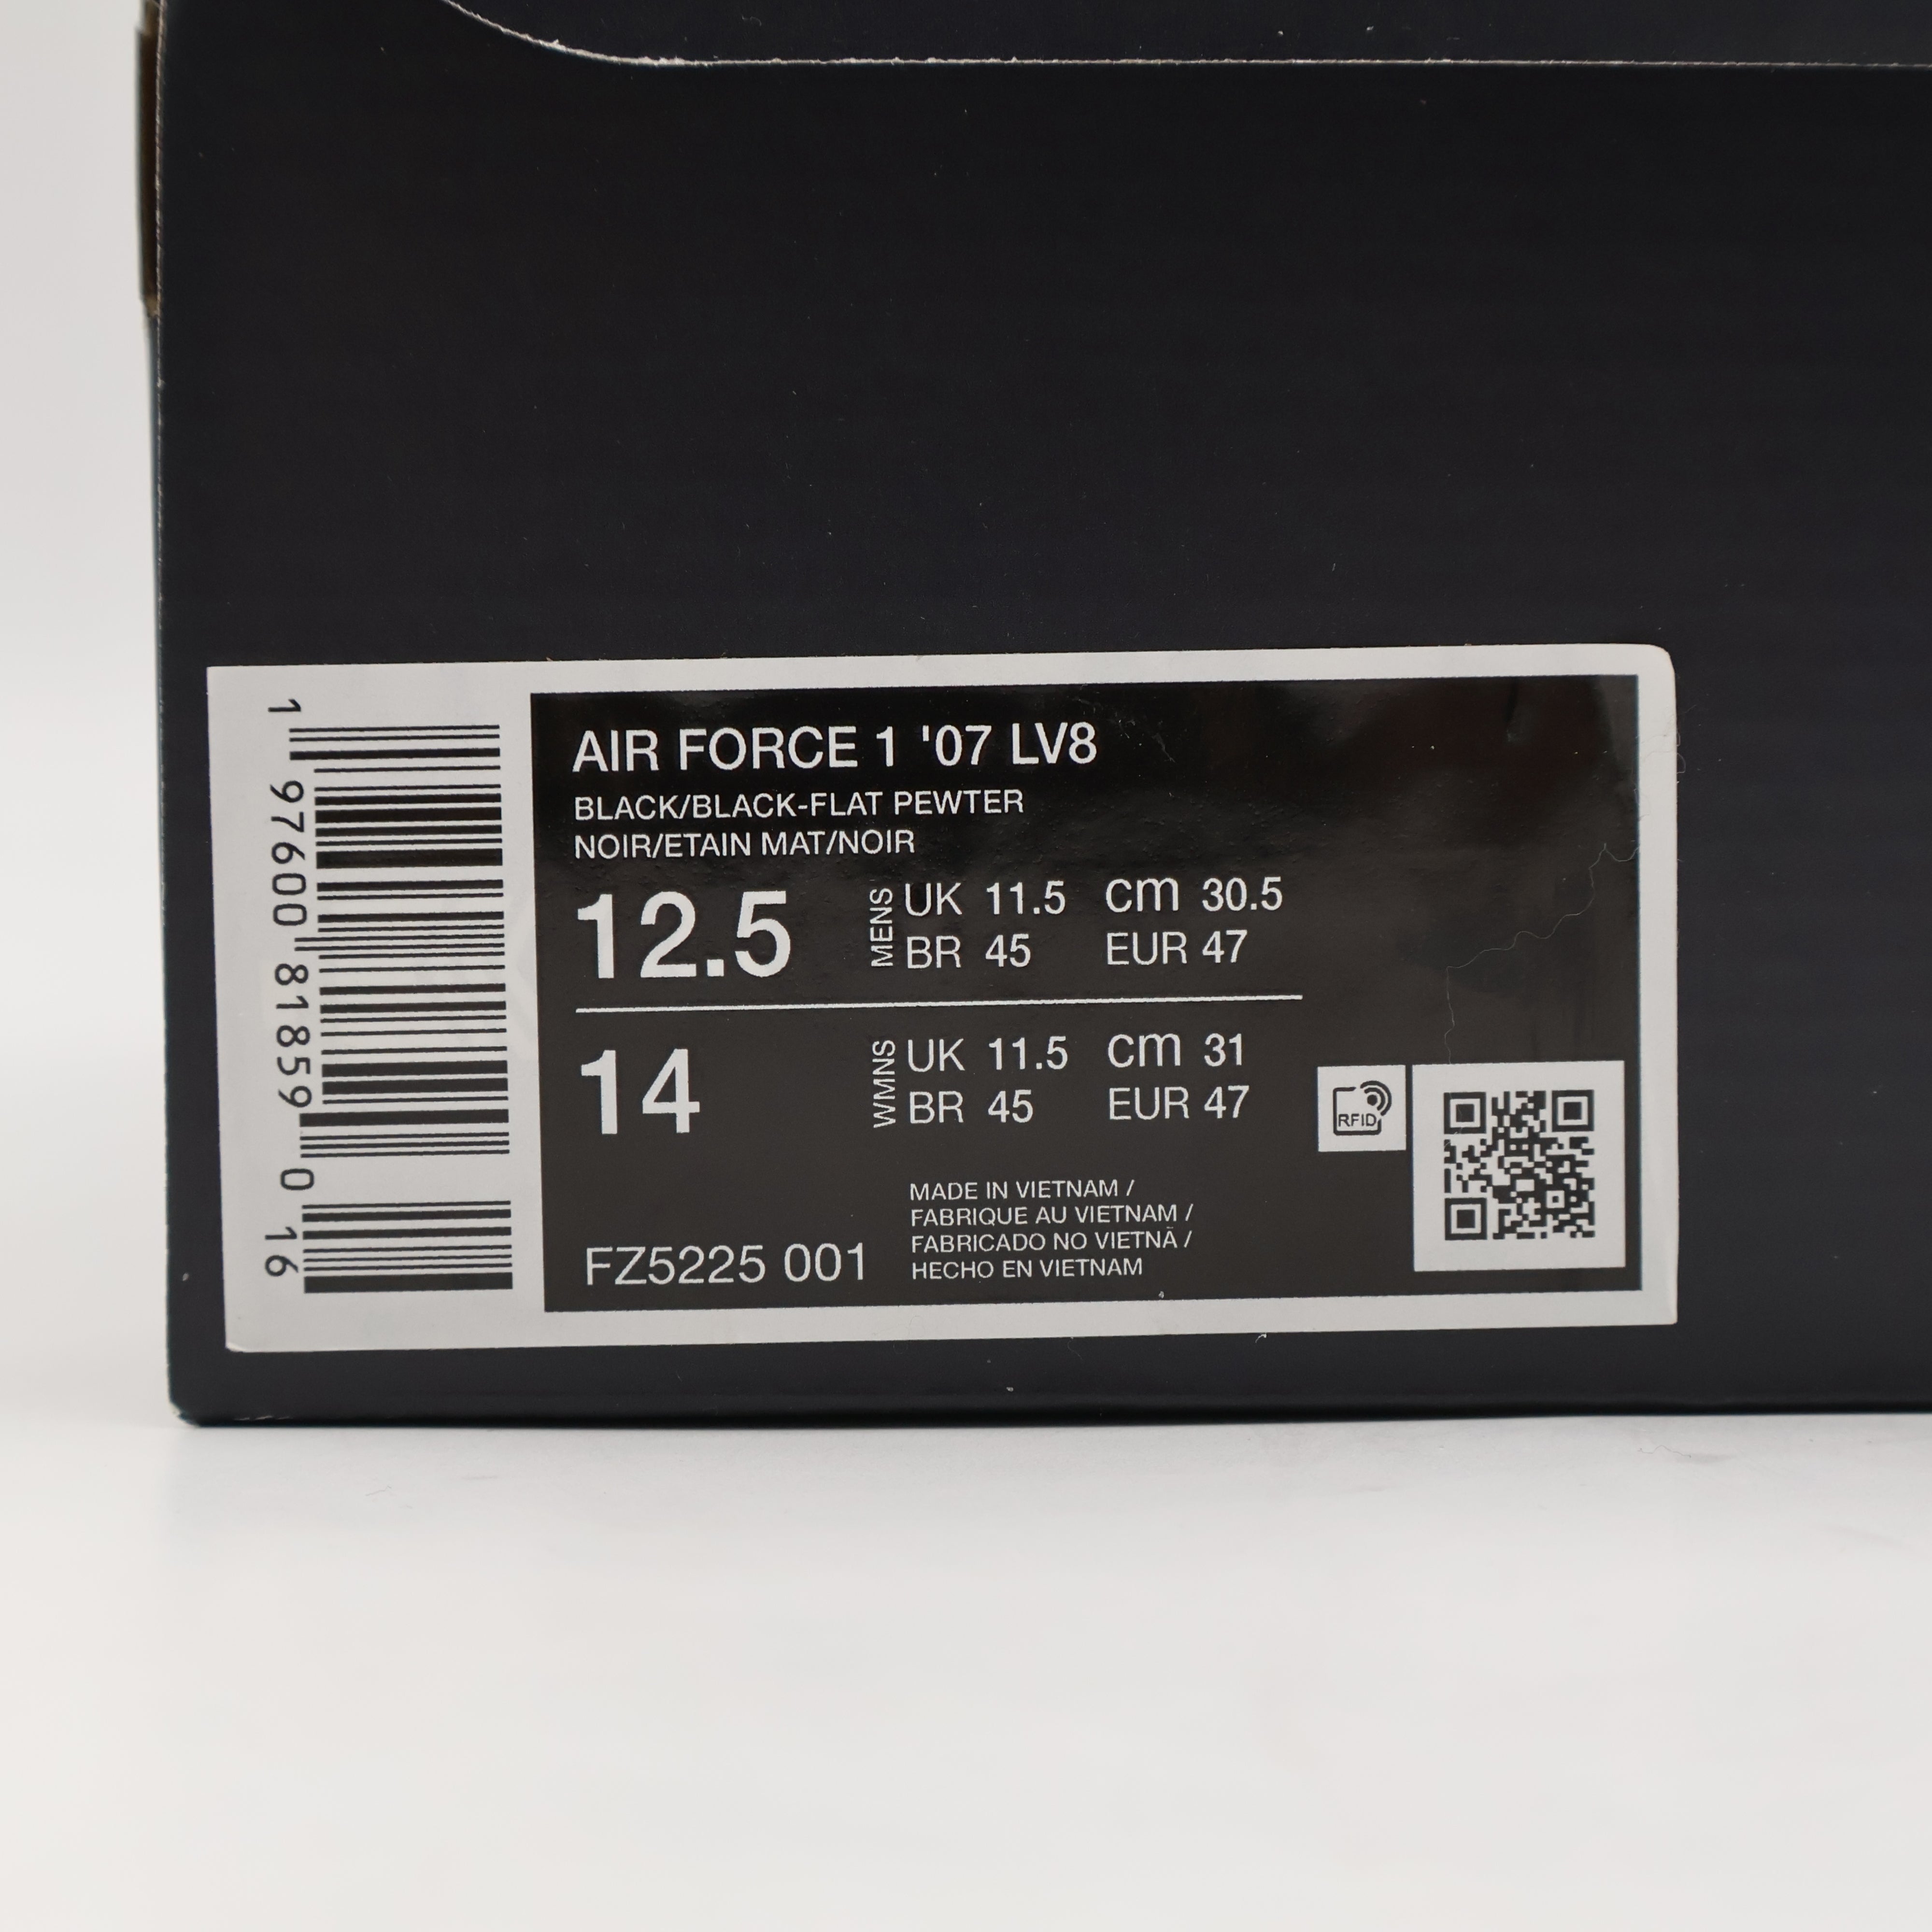 1 97600 81859 0 16
AIR FORCE 1 '07 LV8
BLACK/BLACK-FLAT PEWTER
NOIR/ETAIN MAT/NOIR
12.5 MENS UK 11.5 cm 30.5
BR 45 EUR 47
14 WMNS UK 11.5 cm 31
BR 45 EUR 47
RFID
MADE IN VIETNAM /
FABRIQUE AU VIETNAM /
FABRICADO NO VIETNÃ /
HECHO EN VIETNAM
FZ5225 001